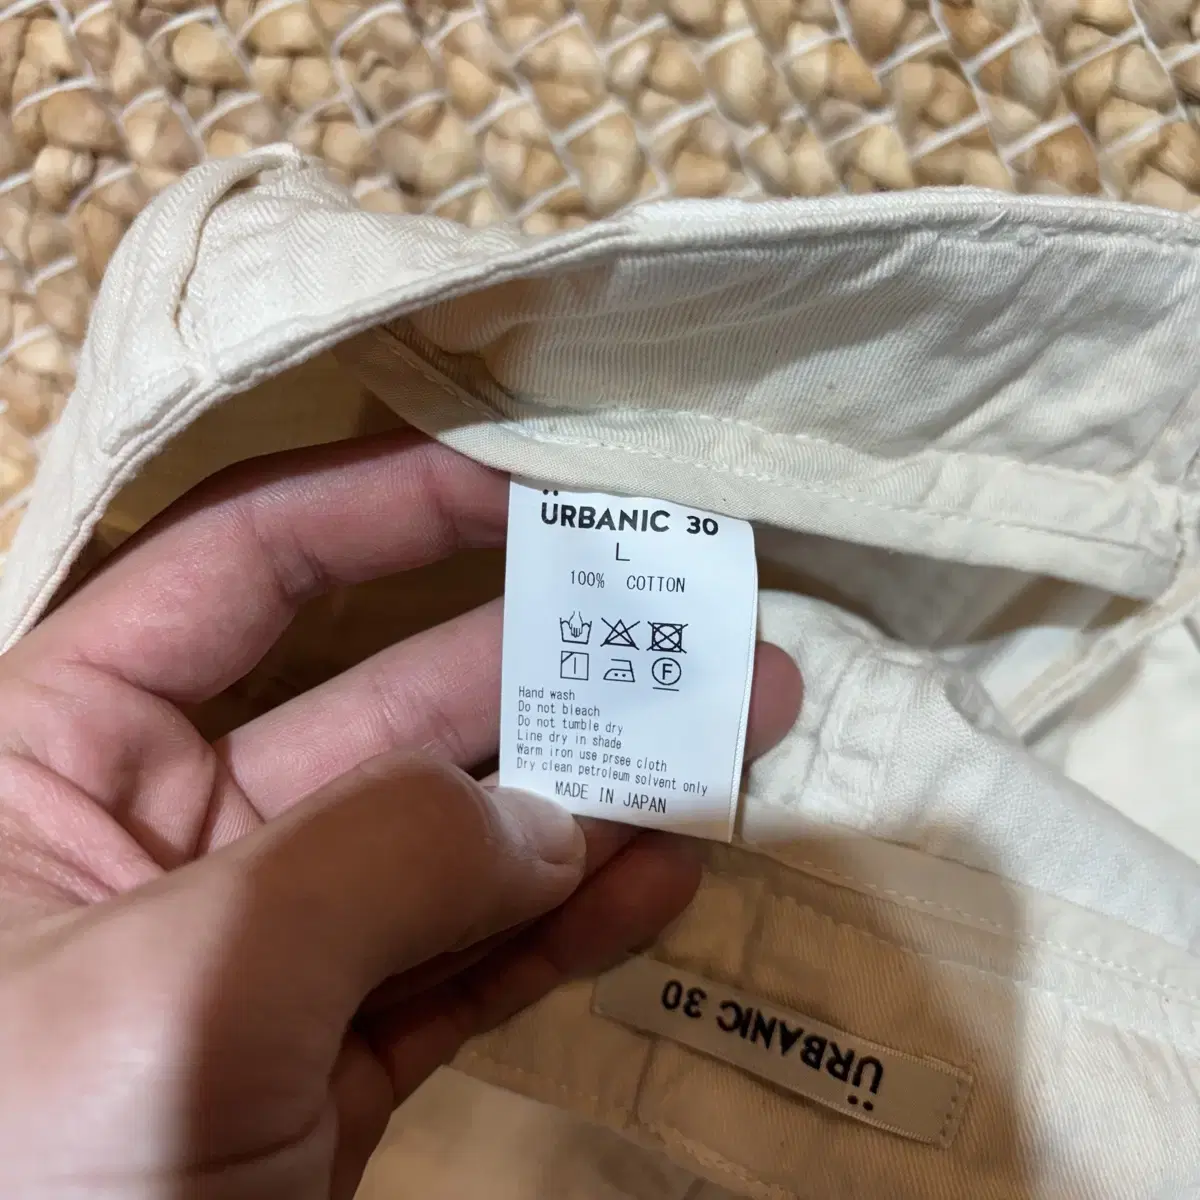 ÜRBANIC 30
L
100% COTTON
F
Hand wash
Do not bleach
Do not tumble dry
Line dry in shade
Warm iron use prsee cloth
Dry clean petroleum solvent only
MADE IN JAPAN
ÜRBANIC 30